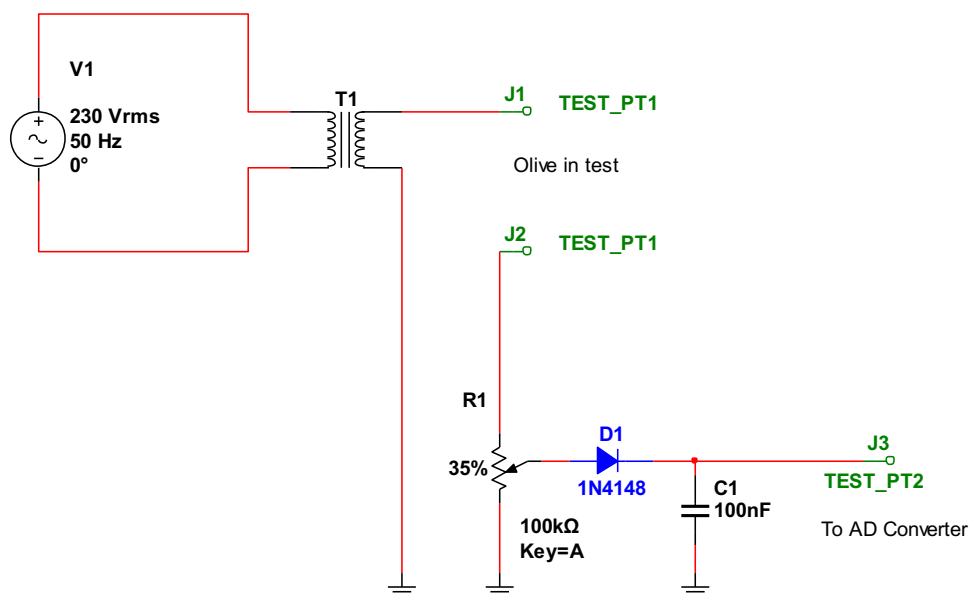 V1
230 Vrms
50 Hz
0°
T1
J1
TEST_PT1
Olive in test
J2
TEST_PT1
R1
35%
100kΩ
Key=A
D1
1N4148
C1
100nF
J3
TEST_PT2
To AD Converter